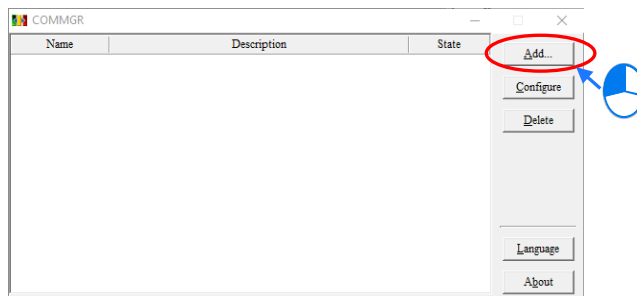 COMMGR
Name Description State
Add...
Configure
Delete
Language
About